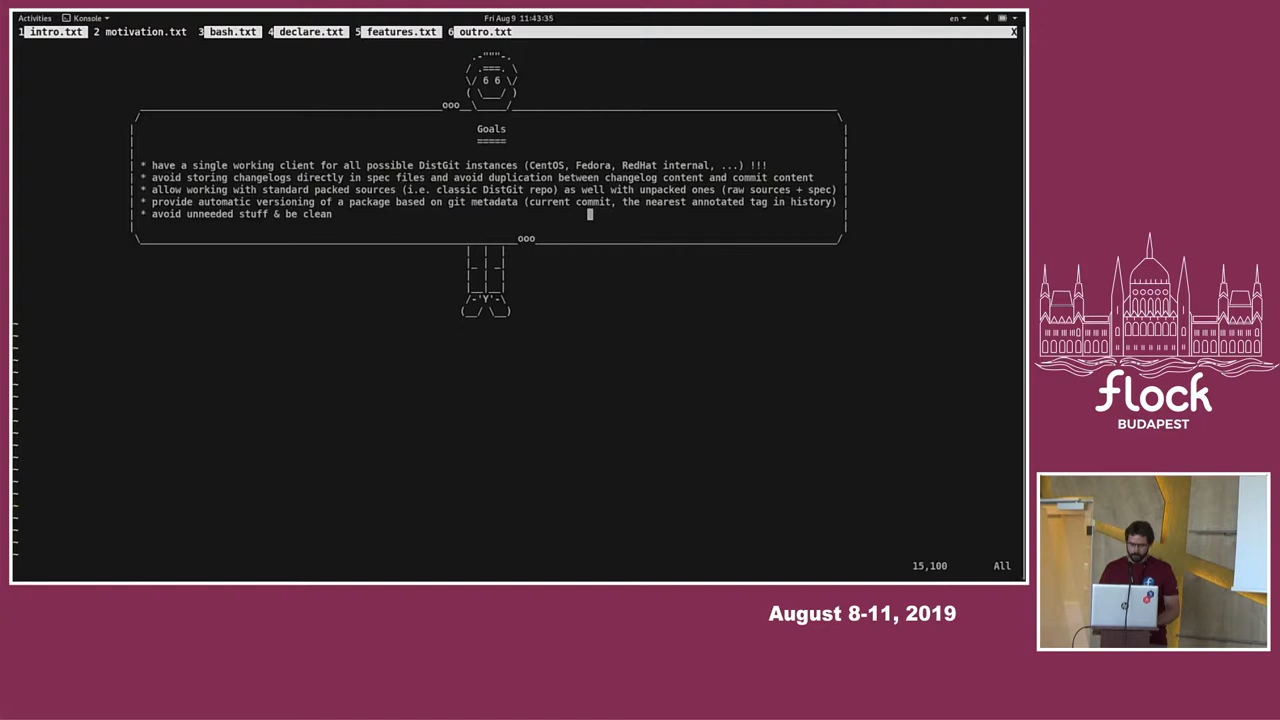 Activities Konsole Fri Aug 9 11:43:35 en
1 intro.txt 2 motivation.txt 3 bash.txt 4 declare.txt 5 features.txt 6 outro.txt X
Goals
=====
* have a single working client for all possible DistGit instances (CentOS, Fedora, RedHat internal, ...) !!!
* avoid storing changelogs directly in spec files and avoid duplication between changelog content and commit content
* allow working with standard packed sources (i.e. classic DistGit repo) as well with unpacked ones (raw sources + spec)
* provide automatic versioning of a package based on git metadata (current commit, the nearest annotated tag in history)
* avoid unneeded stuff & be clean
15,100 All
flock
BUDAPEST
August 8-11, 2019